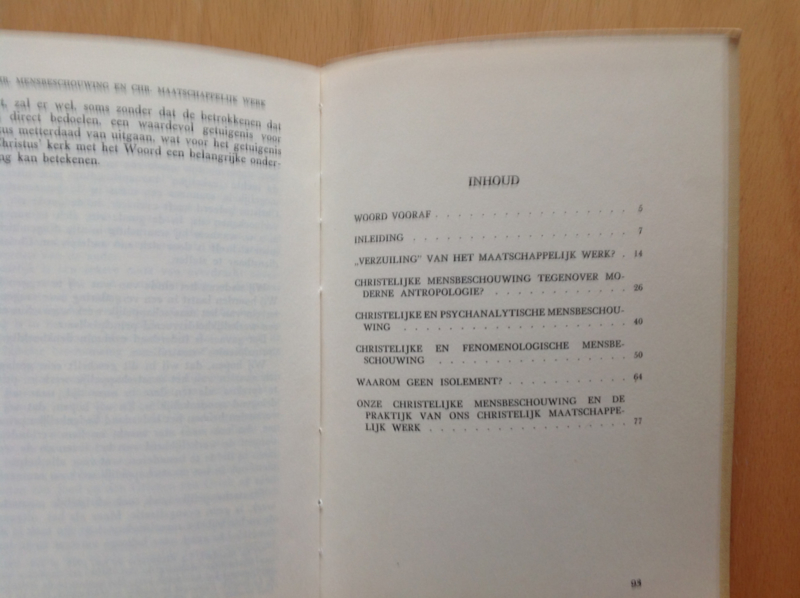 MENSBESCHOUWING EN CHR. MAATSCHAPPELIJK WERK
t, zal er wel, soms zonder dat de betrokkenen dat
direct bedoelen, een waardevol getuigenis voor
us metterdaad van uitgaan, wat voor het getuigenis
Christus' kerk met het Woord een belangrijke onder-
ng kan betekenen.
INHOUD
WOORD VOORAF . . . . . . . . . . . . . . . . . 5
INLEIDING . . . . . . . . . . . . . . . . . . . 7
„VERZUILING” VAN HET MAATSCHAPPELIJK WERK? . 14
CHRISTELIJKE MENSBESCHOUWING TEGENOVER MO-
DERNE ANTROPOLOGIE? . . . . . . . . . . . . 26
CHRISTELIJKE EN PSYCHANALYTISCHE MENSBESCHOU-
WING . . . . . . . . . . . . . . . . . . . . 40
CHRISTELIJKE EN FENOMENOLOGISCHE MENSBE-
SCHOUWING . . . . . . . . . . . . . . . . . 50
WAAROM GEEN ISOLEMENT? . . . . . . . . . . . 64
ONZE CHRISTELIJKE MENSBESCHOUWING EN DE
PRAKTIJK VAN ONS CHRISTELIJK MAATSCHAPPE-
LIJK WERK . . . . . . . . . . . . . . . . . . 77
93